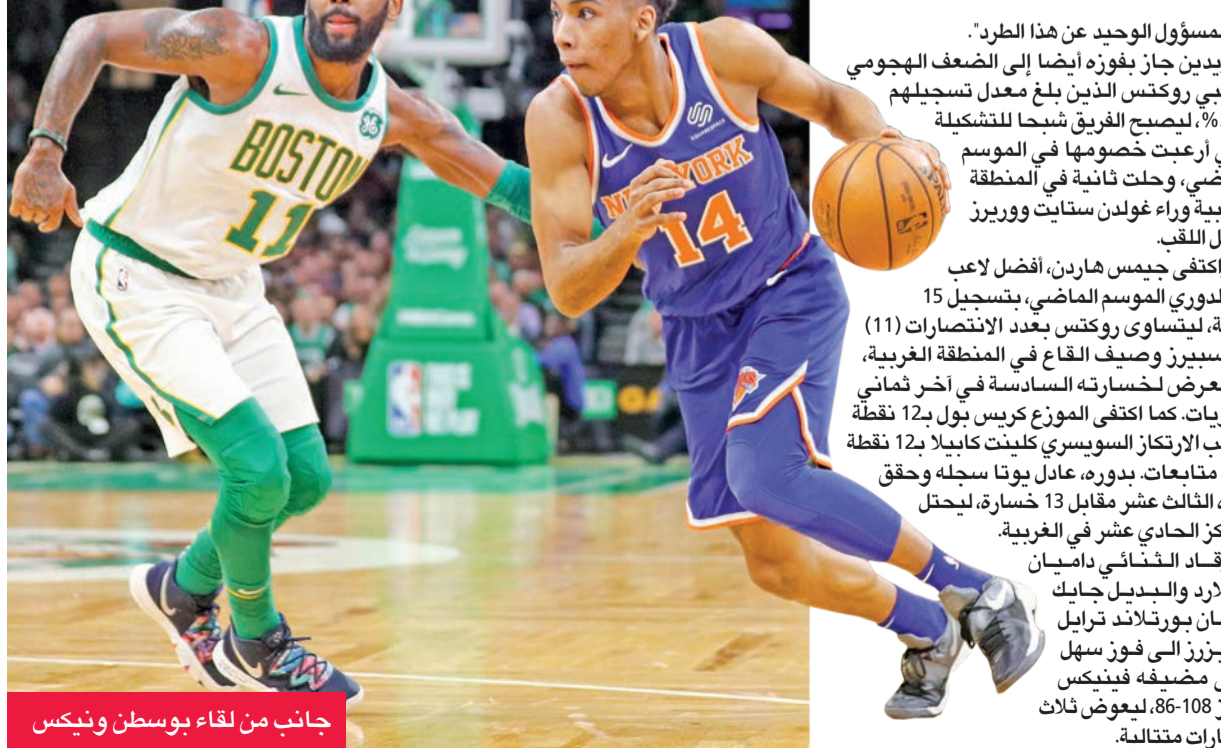 لمسؤول الوحيد عن هذا الطرد".
يدين جاز بفوزه أيضا إلى الضعف الهجومي
بي روكتس الذين بلغ معدل تسجيلهم
%، ليصبح الفريق شبحا للتشكيلة
ي أرعبت خصومها في الموسم
ضي، وحلت ثانية في المنطقة
بية وراء غولدن ستايت ووريرز
ل اللقب.
اكتفى جيمس هاردن، أفضل لاعب
لدوري الموسم الماضي، بتسجيل 15
ة، ليتساوى روكتس بعدد الانتصارات (11)
سبيرز وصيف القاع في المنطقة الغربية،
عرض لخسارته السادسة في آخر ثماني
ريات. كما اكتفى الموزع كريس بول بـ12 نقطة
ب الارتكاز السويسري كلينت كابيلا بـ12 نقطة
متابعات. بدوره، عادل يوتا سجله وحقق
، الثالث عشر مقابل 13 خسارة، ليحتل
كز الحادي عشر في الغربية.
قاد الثنائي داميان
لارد والبديل جايك
مان بورتلاند ترايل
يزرز الى فوز سهل
ى مضيفه فينيكس
ز 108-86، ليعوض ثلاث
ارات متتالية.
BOSTON
11
NEW YORK
14
SQUARESPACE
جانب من لقاء بوسطن ونيكس